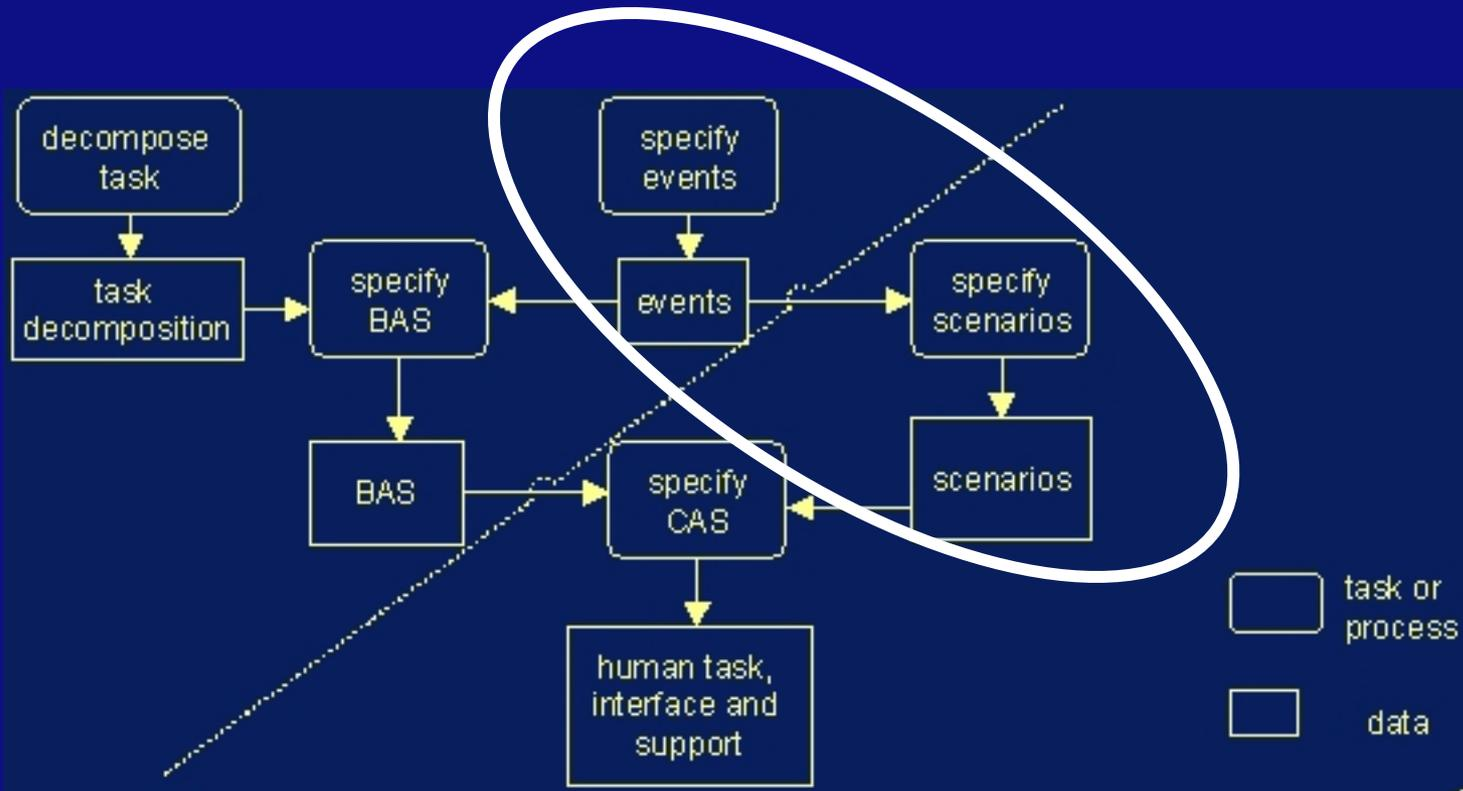 decompose
task
specify
events
task
decomposition
specify
BAS
events
specify
scenarios
BAS
specify
CAS
scenarios
human task,
interface and
support
task or
process
data